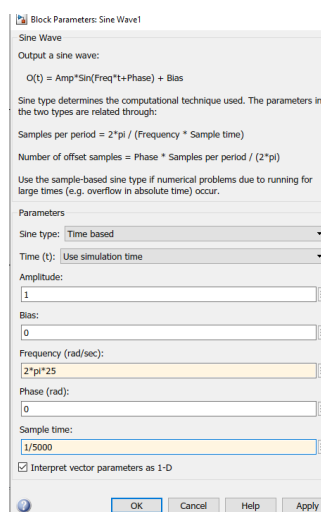 Block Parameters: Sine Wave1
Sine Wave
Output a sine wave:
O(t) = Amp*Sin(Freq*t+Phase) + Bias
Sine type determines the computational technique used. The parameters in
the two types are related through:
Samples per period = 2*pi / (Frequency * Sample time)
Number of offset samples = Phase * Samples per period / (2*pi)
Use the sample-based sine type if numerical problems due to running for
large times (e.g. overflow in absolute time) occur.
Parameters
Sine type: Time based
Time (t): Use simulation time
Amplitude:
1
Bias:
0
Frequency (rad/sec):
2*pi*25
Phase (rad):
0
Sample time:
1/5000
Interpret vector parameters as 1-D
OK Cancel Help Apply